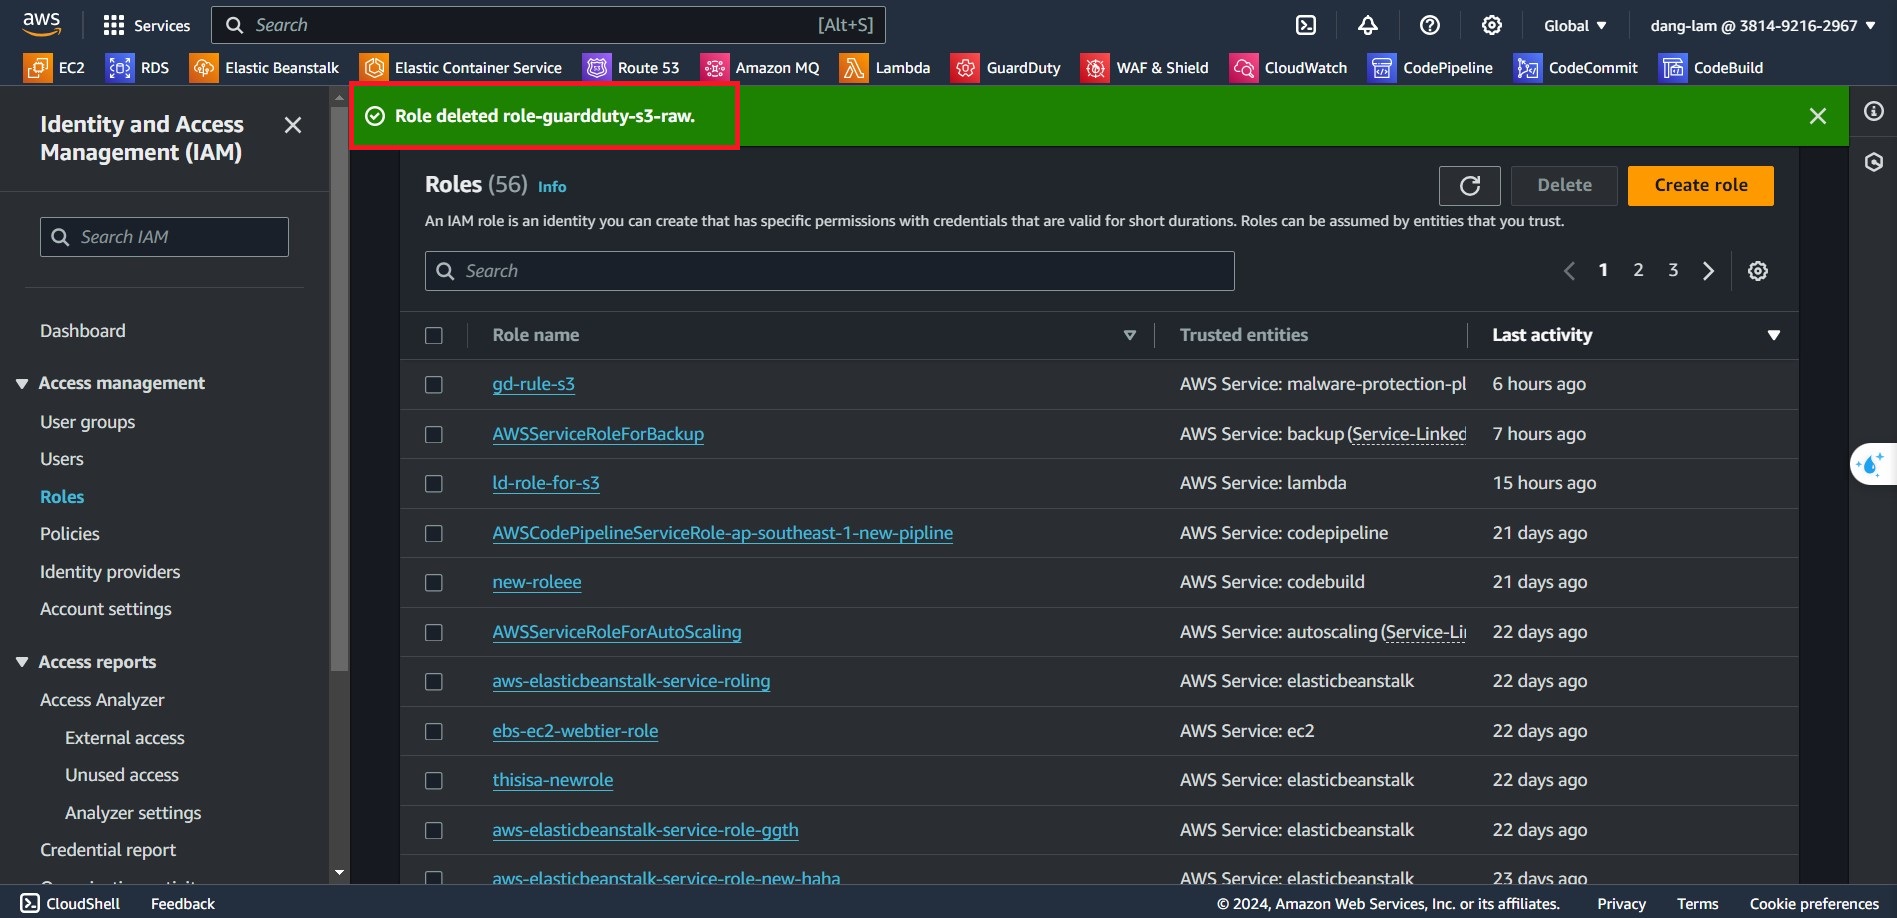 aws
Services
Search
[Alt+S]
Global
dang-lam @ 3814-9216-2967
EC2
RDS
Elastic Beanstalk
Elastic Container Service
Route 53
Amazon MQ
Lambda
GuardDuty
WAF & Shield
CloudWatch
CodePipeline
CodeCommit
CodeBuild
Identity and Access
Management (IAM)
Search IAM
Dashboard
Access management
User groups
Users
Roles
Policies
Identity providers
Account settings
Access reports
Access Analyzer
External access
Unused access
Analyzer settings
Credential report
Role deleted role-guardduty-s3-raw.
Roles (56) Info
Delete
Create role
An IAM role is an identity you can create that has specific permissions with credentials that are valid for short durations. Roles can be assumed by entities that you trust.
Search
1 2 3
Role name Trusted entities Last activity
gd-rule-s3 AWS Service: malware-protection-pl 6 hours ago
AWSServiceRoleForBackup AWS Service: backup (Service-Linked 7 hours ago
ld-role-for-s3 AWS Service: lambda 15 hours ago
AWSCodePipelineServiceRole-ap-southeast-1-new-pipline AWS Service: codepipeline 21 days ago
new-roleee AWS Service: codebuild 21 days ago
AWSServiceRoleForAutoScaling AWS Service: autoscaling (Service-Li 22 days ago
aws-elasticbeanstalk-service-roling AWS Service: elasticbeanstalk 22 days ago
ebs-ec2-webtier-role AWS Service: ec2 22 days ago
thisisa-newrole AWS Service: elasticbeanstalk 22 days ago
aws-elasticbeanstalk-service-role-ggth AWS Service: elasticbeanstalk 22 days ago
aws-elasticbeanstalk-service-role-new-haha AWS Service: elasticbeanstalk 23 days ago
CloudShell
Feedback
© 2024, Amazon Web Services, Inc. or its affiliates.
Privacy
Terms
Cookie preferences